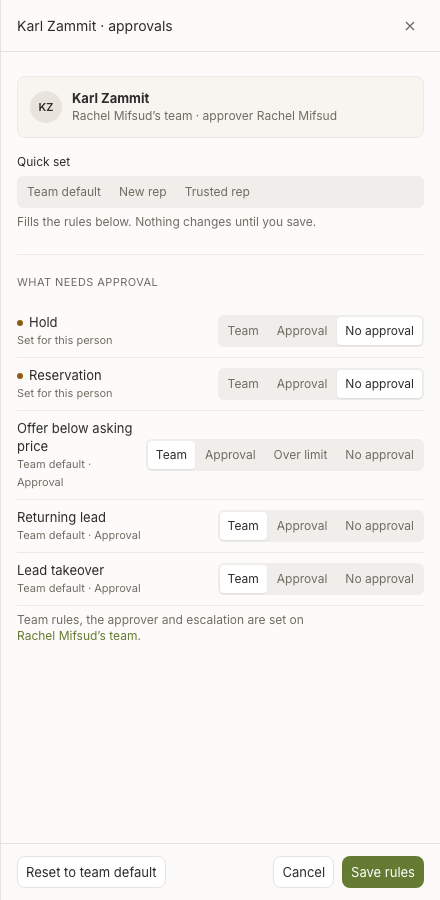 Karl Zammit · approvals
✕
KZ
Karl Zammit
Rachel Mifsud’s team · approver Rachel Mifsud
Quick set
Team default New rep Trusted rep
Fills the rules below. Nothing changes until you save.
WHAT NEEDS APPROVAL
Hold
Set for this person
Team Approval No approval
Reservation
Set for this person
Team Approval No approval
Offer below asking
price
Team default ·
Approval
Team Approval Over limit No approval
Returning lead
Team default · Approval
Team Approval No approval
Lead takeover
Team default · Approval
Team Approval No approval
Team rules, the approver and escalation are set on
Rachel Mifsud’s team.
Reset to team default Cancel Save rules